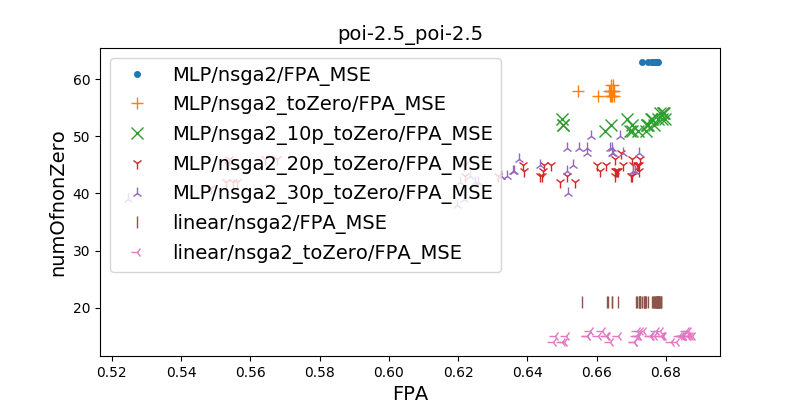 poi-2.5_poi-2.5
numOfnonZero
60
50
40
30
20
MLP/nsga2/FPA_MSE
MLP/nsga2_toZero/FPA_MSE
MLP/nsga2_10p_toZero/FPA_MSE
MLP/nsga2_20p_toZero/FPA_MSE
MLP/nsga2_30p_toZero/FPA_MSE
linear/nsga2/FPA_MSE
linear/nsga2_toZero/FPA_MSE
0.52 0.54 0.56 0.58 0.60 0.62 0.64 0.66 0.68
FPA